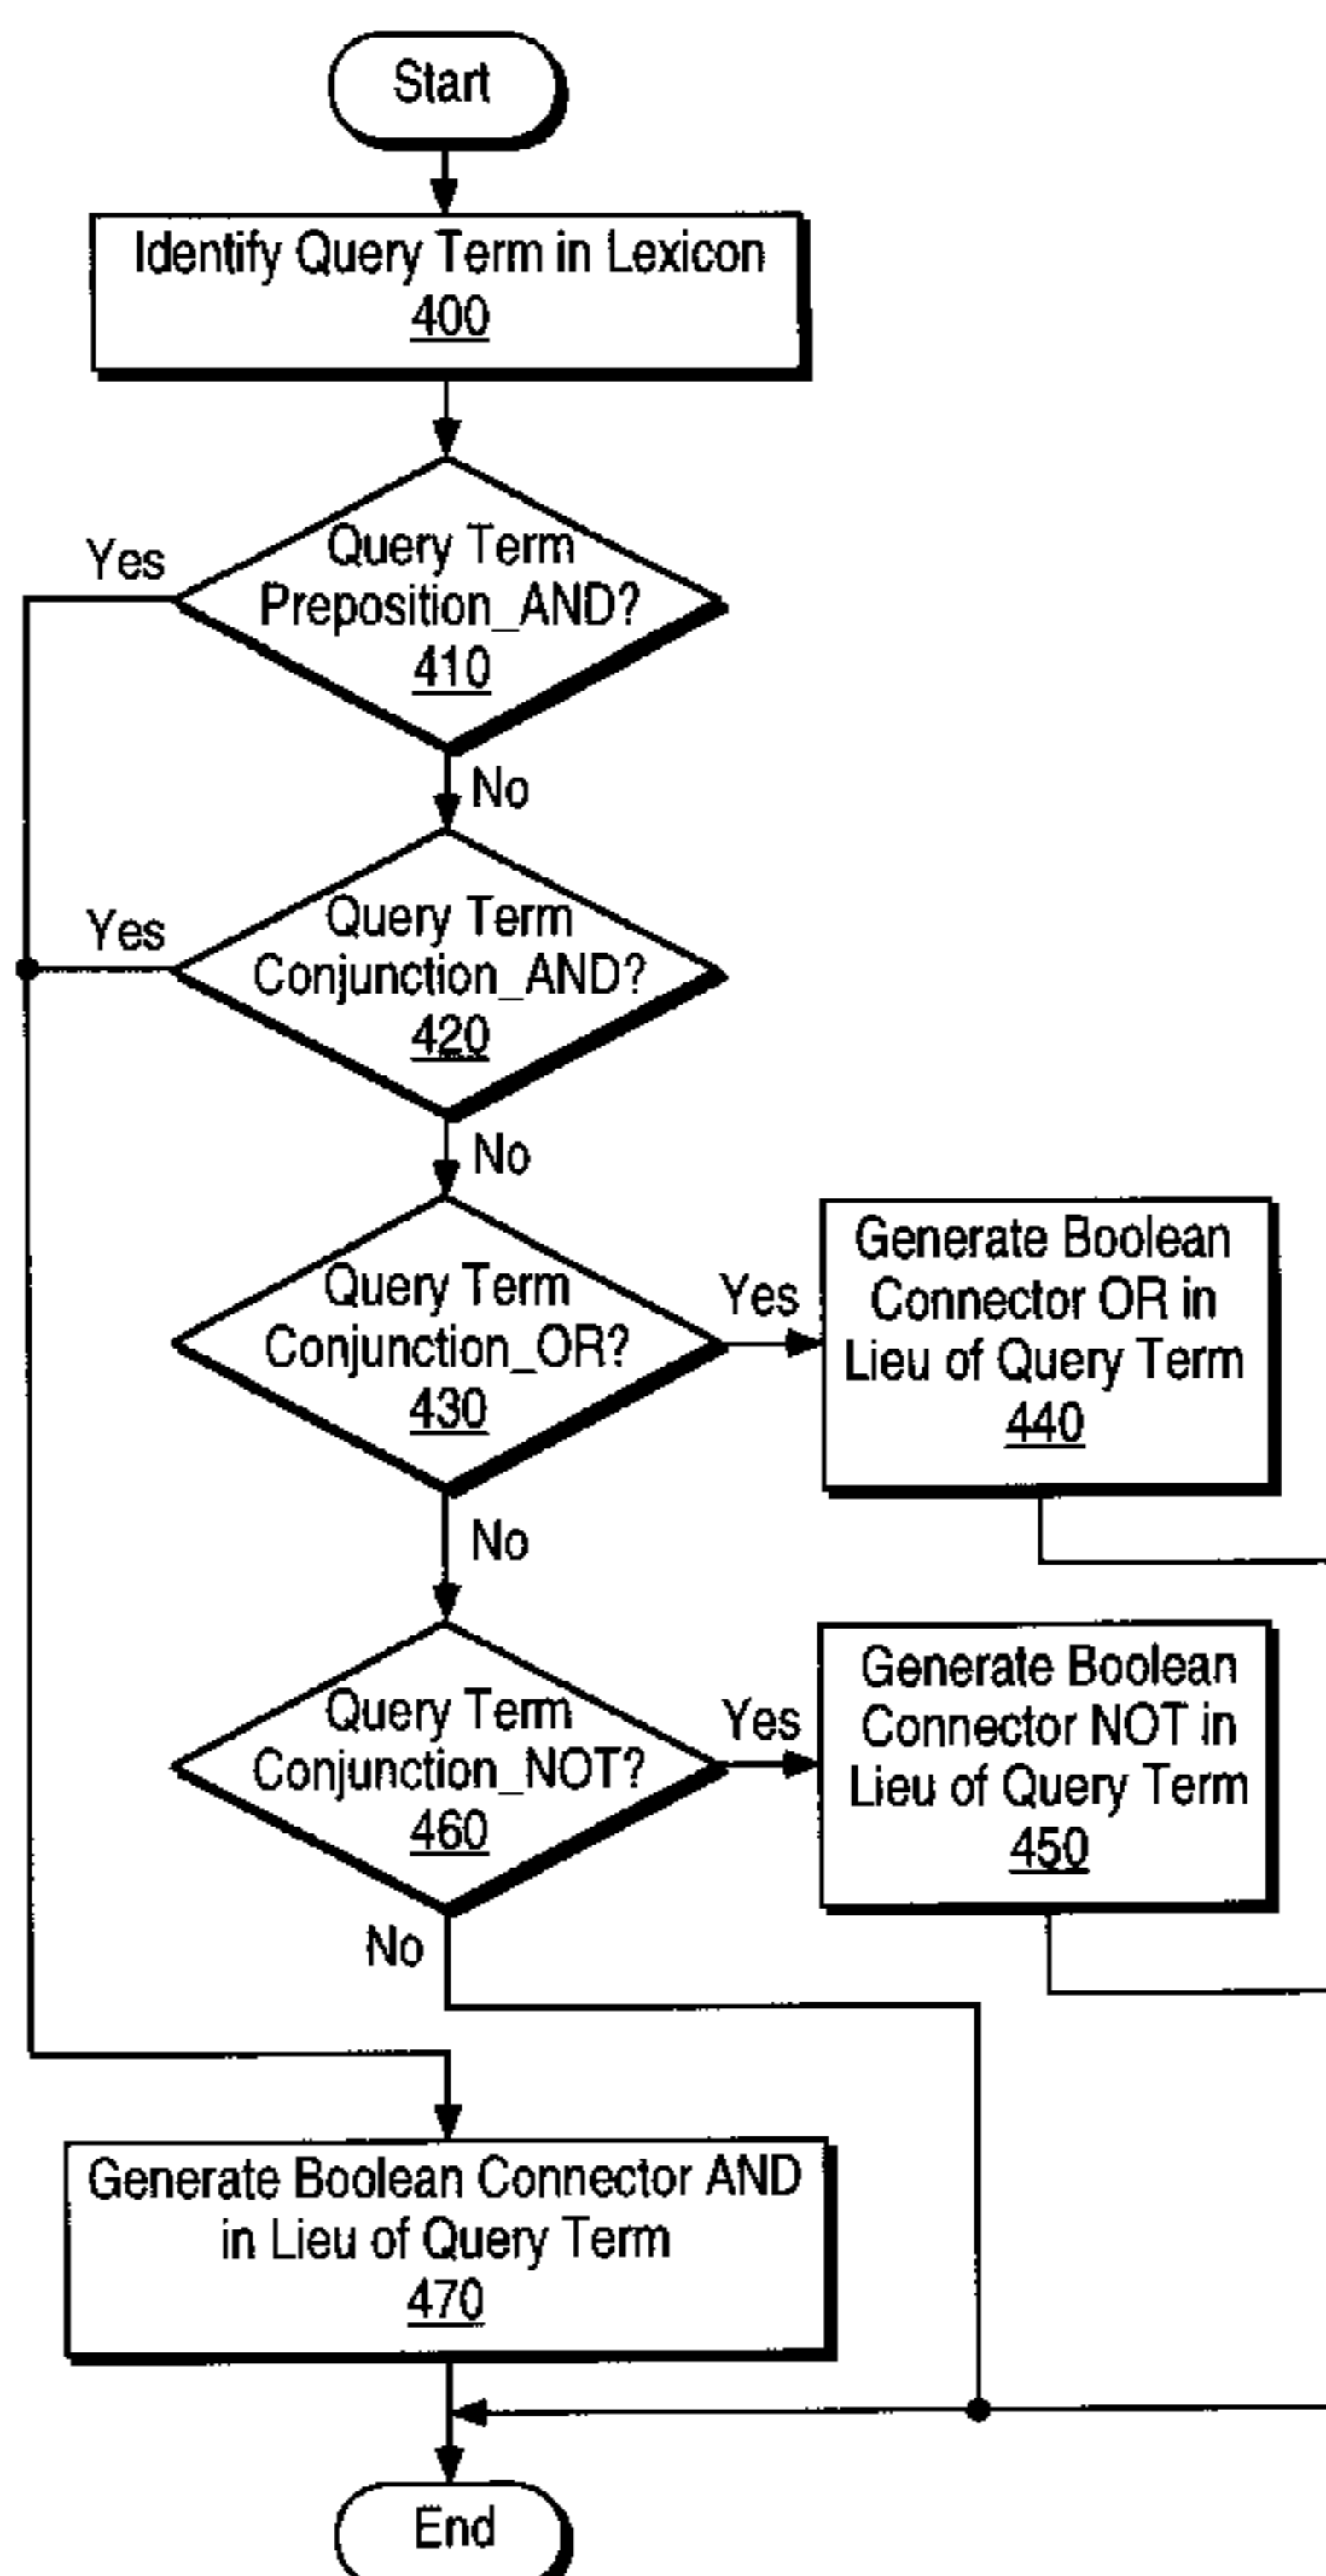 Start
Identify Query Term in Lexicon
400
Yes
Query Term
Preposition_AND?
410
No
Yes
Query Term
Conjunction_AND?
420
No
Query Term
Conjunction_OR?
430
Yes
Generate Boolean
Connector OR in
Lieu of Query Term
440
No
Query Term
Conjunction_NOT?
460
Yes
Generate Boolean
Connector NOT in
Lieu of Query Term
450
No
Generate Boolean Connector AND
in Lieu of Query Term
470
End